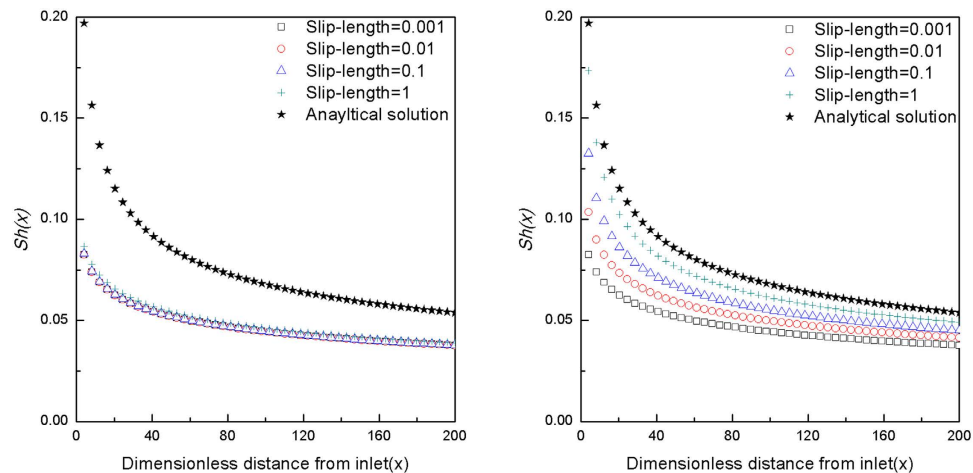 0.20
0.15
0.10
0.05
0.00
Sh(x)
0
40
80
120
160
200
Dimensionless distance from inlet(x)
Slip-length=0.001
Slip-length=0.01
Slip-length=0.1
Slip-length=1
Anayltical solution
0.20
0.15
0.10
0.05
0.00
Sh(x)
0
40
80
120
160
200
Dimensionless distance from inlet(x)
Slip-length=0.001
Slip-length=0.01
Slip-length=0.1
Slip-length=1
Analytical solution